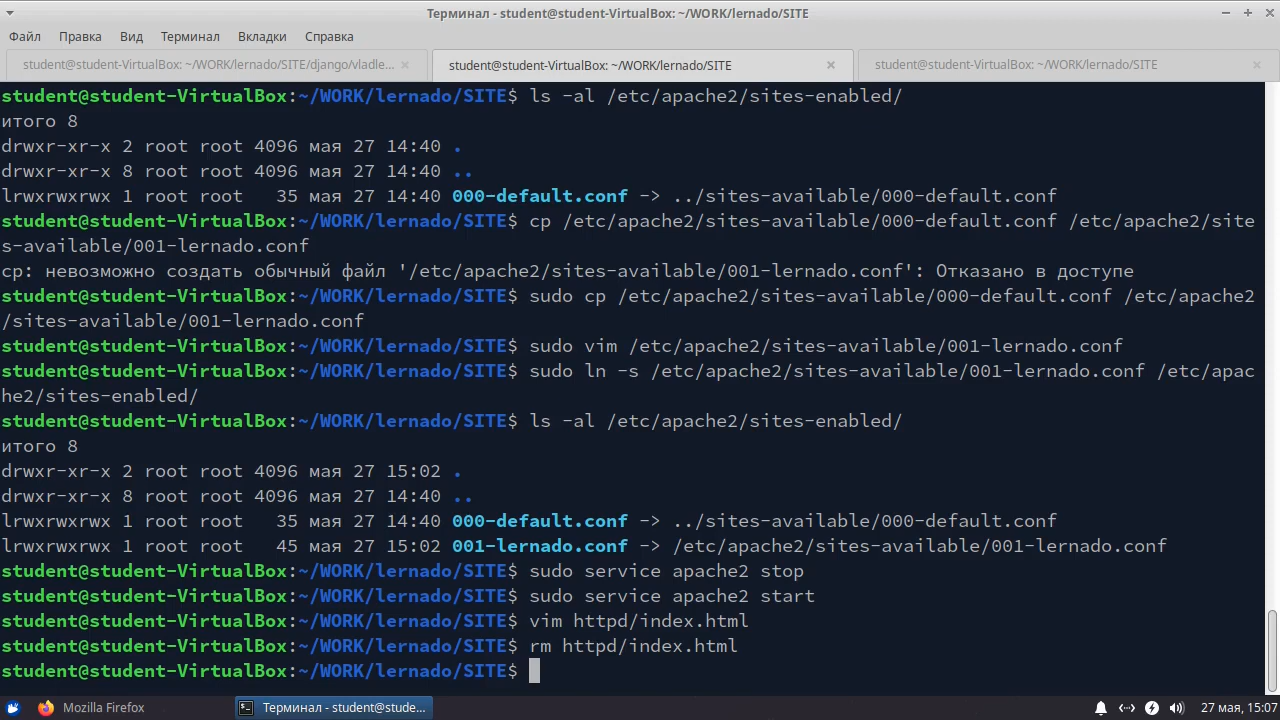 Терминал - student@student-VirtualBox: ~/WORK/lernado/SITE
Файл Правка Вид Терминал Вкладки Справка
student@student-VirtualBox: ~/WORK/lernado/SITE/django/vladle... student@student-VirtualBox: ~/WORK/lernado/SITE student@student-VirtualBox: ~/WORK/lernado/SITE
student@student-VirtualBox:~/WORK/lernado/SITE$ ls -al /etc/apache2/sites-enabled/
итого 8
drwxr-xr-x 2 root root 4096 мая 27 14:40 .
drwxr-xr-x 8 root root 4096 мая 27 14:40 ..
lrwxrwxrwx 1 root root   35 мая 27 14:40 000-default.conf -> ../sites-available/000-default.conf
student@student-VirtualBox:~/WORK/lernado/SITE$ cp /etc/apache2/sites-available/000-default.conf /etc/apache2/site
s-available/001-lernado.conf
cp: невозможно создать обычный файл '/etc/apache2/sites-available/001-lernado.conf': Отказано в доступе
student@student-VirtualBox:~/WORK/lernado/SITE$ sudo cp /etc/apache2/sites-available/000-default.conf /etc/apache2
/sites-available/001-lernado.conf
student@student-VirtualBox:~/WORK/lernado/SITE$ sudo vim /etc/apache2/sites-available/001-lernado.conf
student@student-VirtualBox:~/WORK/lernado/SITE$ sudo ln -s /etc/apache2/sites-available/001-lernado.conf /etc/apac
he2/sites-enabled/
student@student-VirtualBox:~/WORK/lernado/SITE$ ls -al /etc/apache2/sites-enabled/
итого 8
drwxr-xr-x 2 root root 4096 мая 27 15:02 .
drwxr-xr-x 8 root root 4096 мая 27 14:40 ..
lrwxrwxrwx 1 root root   35 мая 27 14:40 000-default.conf -> ../sites-available/000-default.conf
lrwxrwxrwx 1 root root   45 мая 27 15:02 001-lernado.conf -> /etc/apache2/sites-available/001-lernado.conf
student@student-VirtualBox:~/WORK/lernado/SITE$ sudo service apache2 stop
student@student-VirtualBox:~/WORK/lernado/SITE$ sudo service apache2 start
student@student-VirtualBox:~/WORK/lernado/SITE$ vim httpd/index.html
student@student-VirtualBox:~/WORK/lernado/SITE$ rm httpd/index.html
student@student-VirtualBox:~/WORK/lernado/SITE$
Mozilla Firefox Терминал - student@stude... 27 мая, 15:07